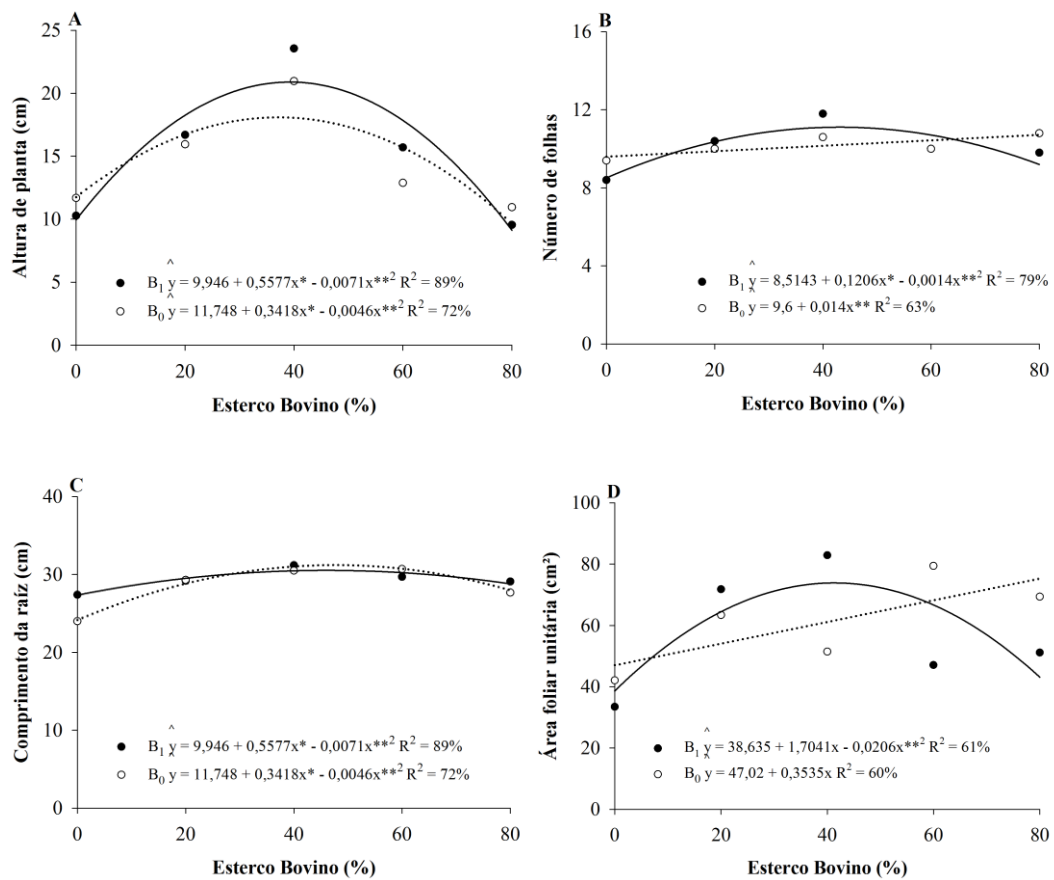 A
Altura de planta (cm)
25
20
15
10
5
0
B₁ ŷ = 9,946 + 0,5577x* - 0,0071x**² R² = 89%
B₀ ŷ = 11,748 + 0,3418x* - 0,0046x**² R² = 72%
0 20 40 60 80
Esterco Bovino (%)
B
Número de folhas
16
12
8
4
0
B₁ ŷ = 8,5143 + 0,1206x* - 0,0014x**² R² = 79%
B₀ ŷ = 9,6 + 0,014x** R² = 63%
0 20 40 60 80
Esterco Bovino (%)
C
Comprimento da raíz (cm)
40
30
20
10
0
B₁ ŷ = 9,946 + 0,5577x* - 0,0071x**² R² = 89%
B₀ ŷ = 11,748 + 0,3418x* - 0,0046x**² R² = 72%
0 20 40 60 80
Esterco Bovino (%)
D
Área foliar unitária (cm²)
100
80
60
40
20
0
B₁ ŷ = 38,635 + 1,7041x - 0,0206x**² R² = 61%
B₀ ŷ = 47,02 + 0,3535x R² = 60%
0 20 40 60 80
Esterco Bovino (%)